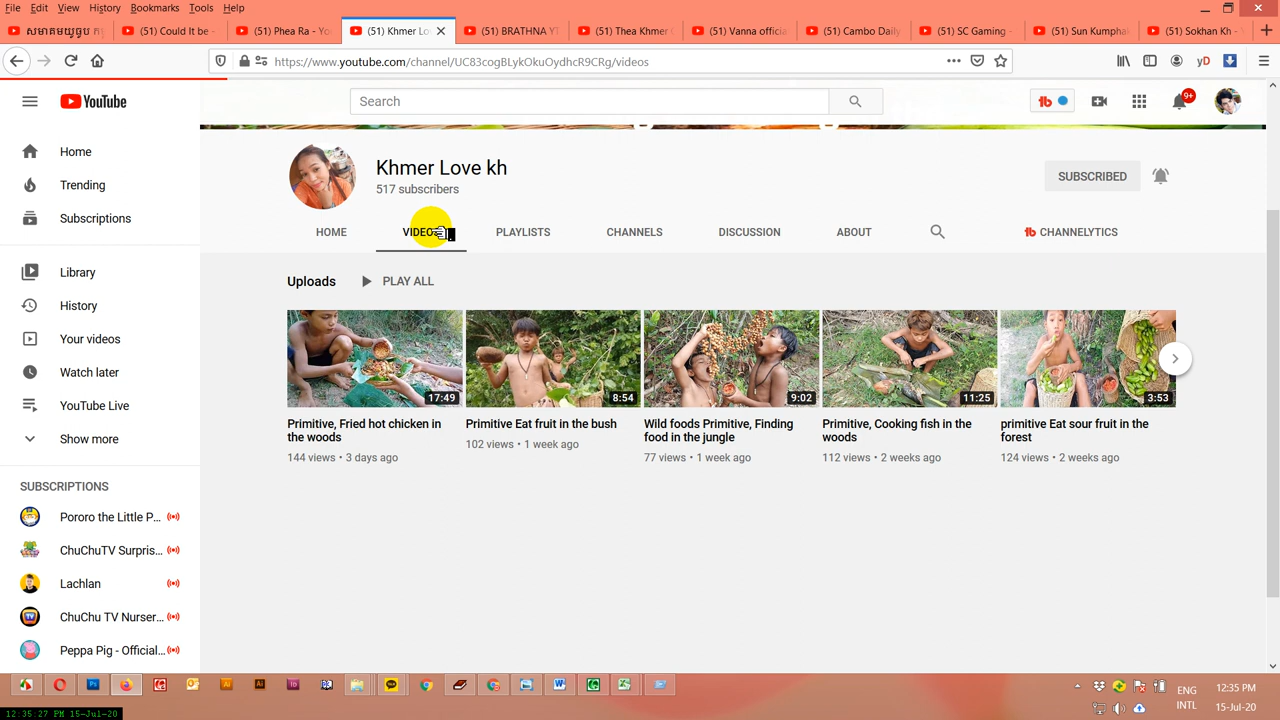 File Edit View History Bookmarks Tools Help
សមាគមយូធូប
(51) Could It be -
(51) Phea Ra - Yo
(51) Khmer Lo
(51) BRATHNA YT
(51) Thea Khmer
(51) Vanna offici
(51) Cambo Daily
(51) SC Gaming -
(51) Sun Kumpha
(51) Sokhan Kh -
https://www.youtube.com/channel/UC83cogBLykOkuOydhcR9CRg/videos
YouTube
Search
tb
9+
Home
Trending
Subscriptions
Library
History
Your videos
Watch later
YouTube Live
Show more
SUBSCRIPTIONS
Pororo the Little P...
ChuChuTV Surpris...
Lachlan
ChuChu TV Nurser...
Peppa Pig - Official...
Khmer Love kh
517 subscribers
SUBSCRIBED
HOME VIDEOS PLAYLISTS CHANNELS DISCUSSION ABOUT tb CHANNELYTICS
Uploads PLAY ALL
17:49
Primitive, Fried hot chicken in
the woods
144 views • 3 days ago
8:54
Primitive Eat fruit in the bush
102 views • 1 week ago
9:02
Wild foods Primitive, Finding
food in the jungle
77 views • 1 week ago
11:25
Primitive, Cooking fish in the
woods
112 views • 2 weeks ago
3:53
primitive Eat sour fruit in the
forest
124 views • 2 weeks ago
ENG
INTL
12:35 PM
15-Jul-20
12:35:27 PM 15-Jul-20